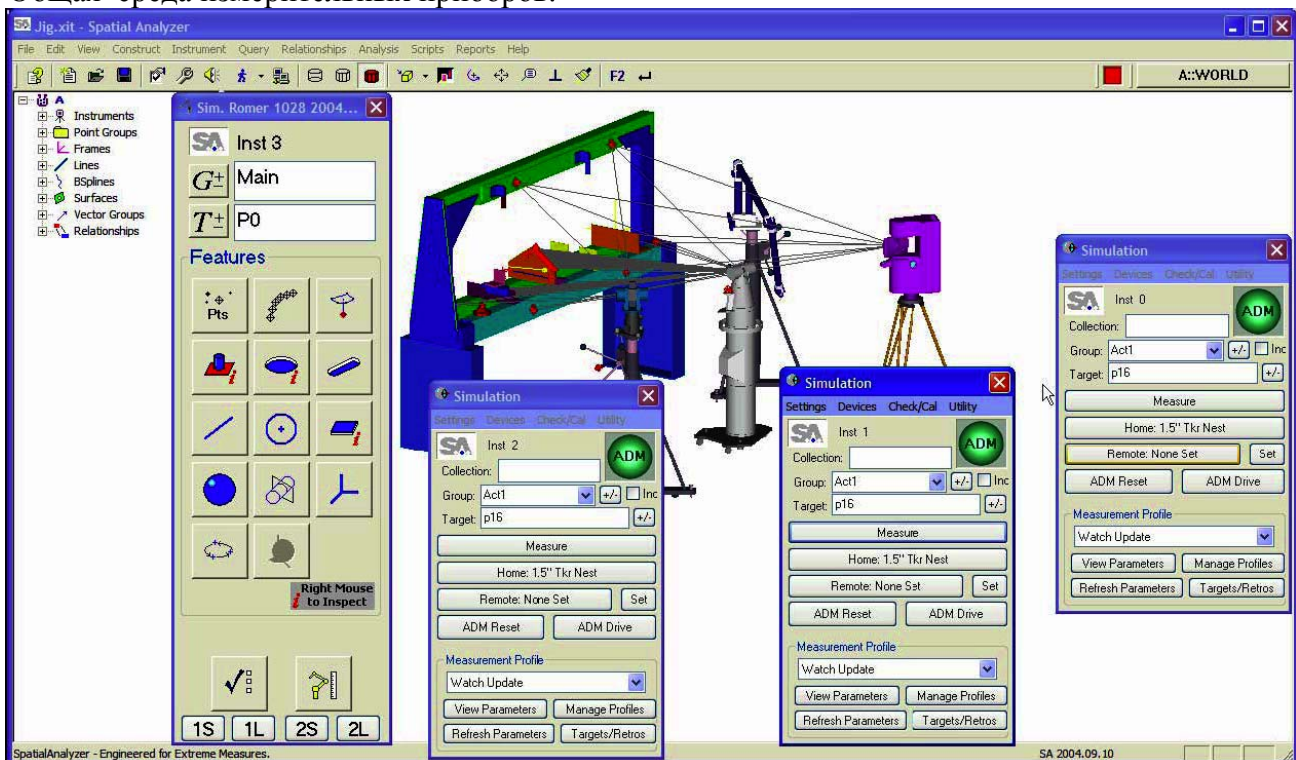 Общая среда измерительных приборов.
Jig.xit - Spatial Analyzer
File Edit View Construct Instrument Query Relationships Analysis Scripts Reports Help
F2
A::WORLD
A
Instruments
Point Groups
Frames
Lines
BSplines
Surfaces
Vector Groups
Relationships
Sim. Romer 1028 2004...
SA Inst 3
G± Main
T± P0
Features
Pts
Right Mouse
i to Inspect
1S 1L 2S 2L
Simulation
Settings Devices Check/Cal Utility
SA Inst 2
ADM
Collection:
Group: Act1 +/- Inc
Target: p16 +/-
Measure
Home: 1.5" Tkr Nest
Remote: None Set Set
ADM Reset ADM Drive
Measurement Profile
Watch Update
View Parameters Manage Profiles
Refresh Parameters Targets/Retros
Simulation
Settings Devices Check/Cal Utility
SA Inst 1
ADM
Collection:
Group: Act1 +/- Inc
Target: p16 +/-
Measure
Home: 1.5" Tkr Nest
Remote: None Set Set
ADM Reset ADM Drive
Measurement Profile
Watch Update
View Parameters Manage Profiles
Refresh Parameters Targets/Retros
Simulation
Settings Devices Check/Cal Utility
SA Inst 0
ADM
Collection:
Group: Act1 +/- Inc
Target: p16 +/-
Measure
Home: 1.5" Tkr Nest
Remote: None Set Set
ADM Reset ADM Drive
Measurement Profile
Watch Update
View Parameters Manage Profiles
Refresh Parameters Targets/Retros
SpatialAnalyzer - Engineered for Extreme Measures.
SA 2004.09.10